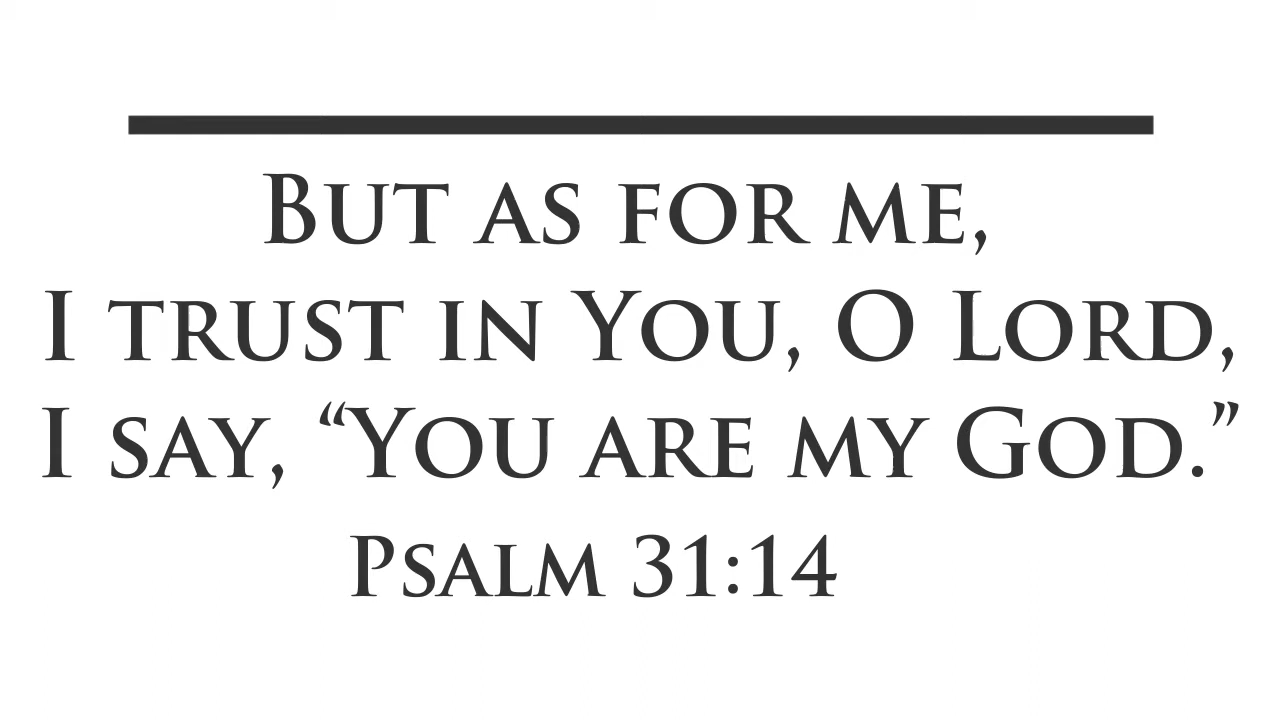 But as for me,
I trust in You, O Lord,
I say, “You are my God.”
Psalm 31:14